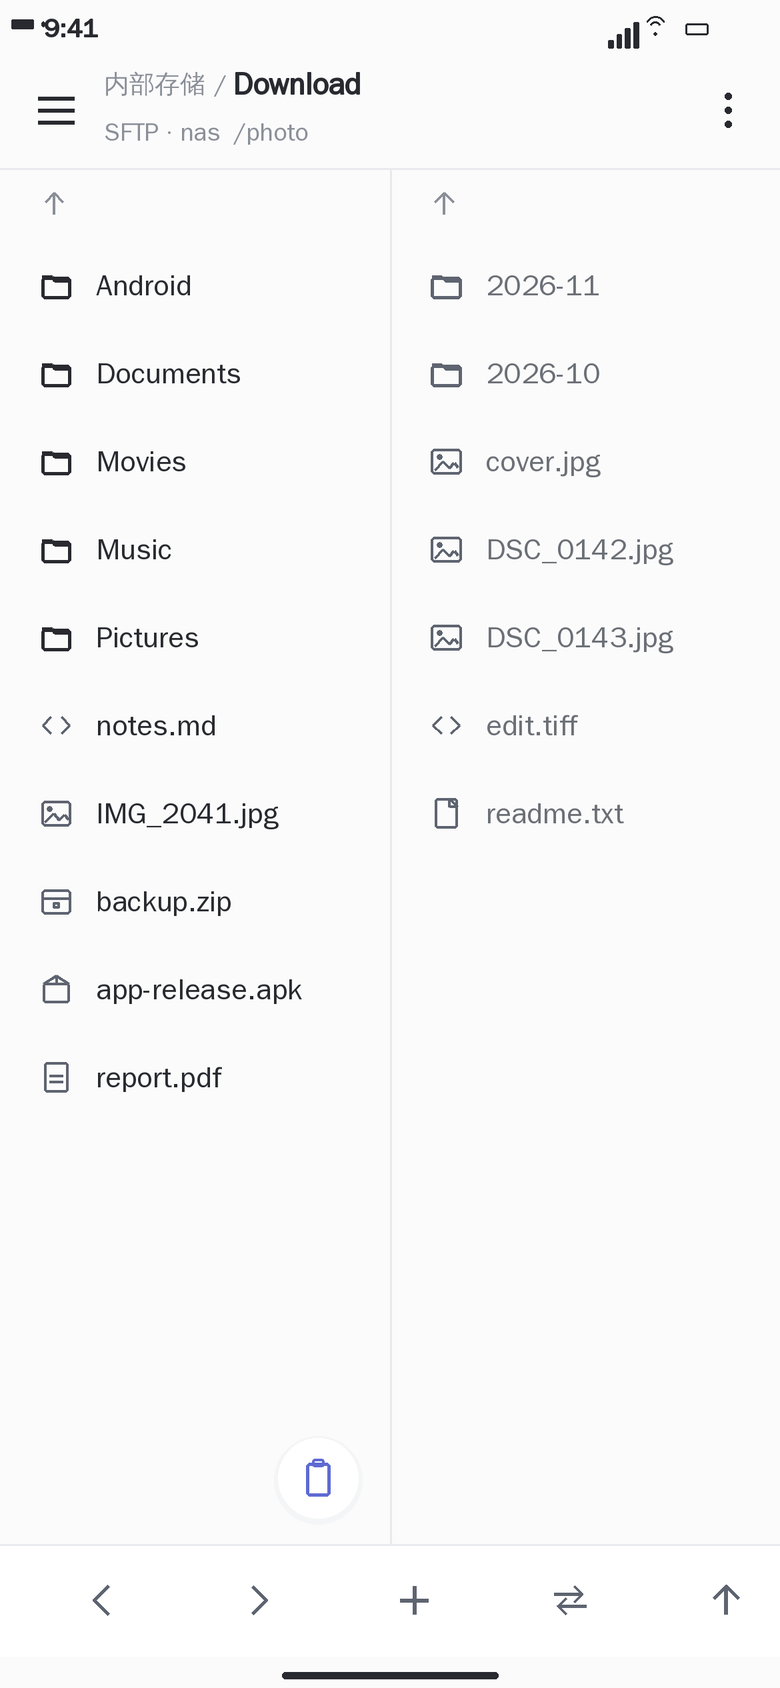 9:41
内部存储 / Download
SFTP · nas /photo
Android
Documents
Movies
Music
Pictures
notes.md
IMG_2041.jpg
backup.zip
app-release.apk
report.pdf
2026-11
2026-10
cover.jpg
DSC_0142.jpg
DSC_0143.jpg
edit.tiff
readme.txt